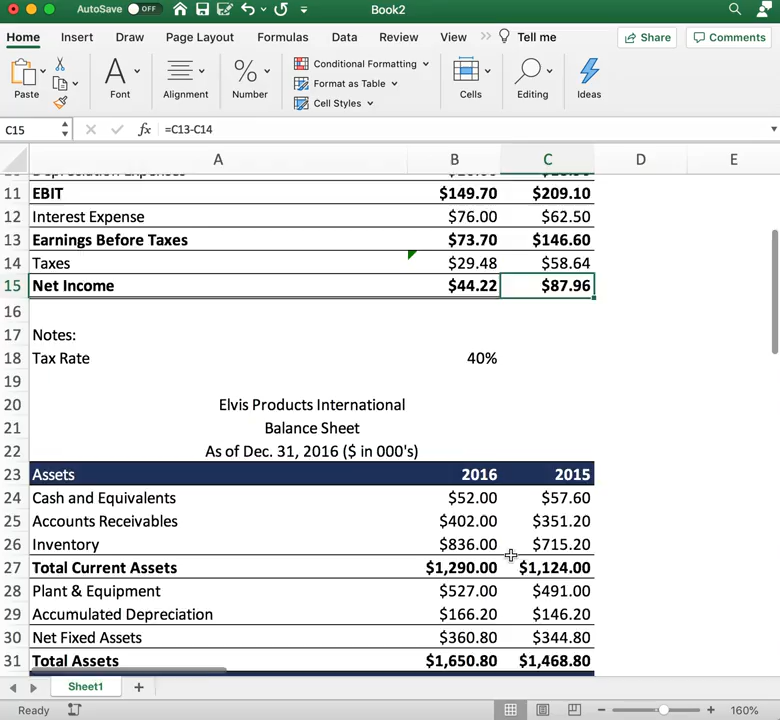 AutoSave OFF Book2
Home Insert Draw Page Layout Formulas Data Review View Tell me Share Comments
Paste Font Alignment Number Conditional Formatting Format as Table Cell Styles Cells Editing Ideas
C15 fx =C13-C14
A B C D E
11 EBIT $149.70 $209.10
12 Interest Expense $76.00 $62.50
13 Earnings Before Taxes $73.70 $146.60
14 Taxes $29.48 $58.64
15 Net Income $44.22 $87.96
16
17 Notes:
18 Tax Rate 40%
19
20 Elvis Products International
21 Balance Sheet
22 As of Dec. 31, 2016 ($ in 000's)
23 Assets 2016 2015
24 Cash and Equivalents $52.00 $57.60
25 Accounts Receivables $402.00 $351.20
26 Inventory $836.00 $715.20
27 Total Current Assets $1,290.00 $1,124.00
28 Plant & Equipment $527.00 $491.00
29 Accumulated Depreciation $166.20 $146.20
30 Net Fixed Assets $360.80 $344.80
31 Total Assets $1,650.80 $1,468.80
Sheet1
Ready 160%